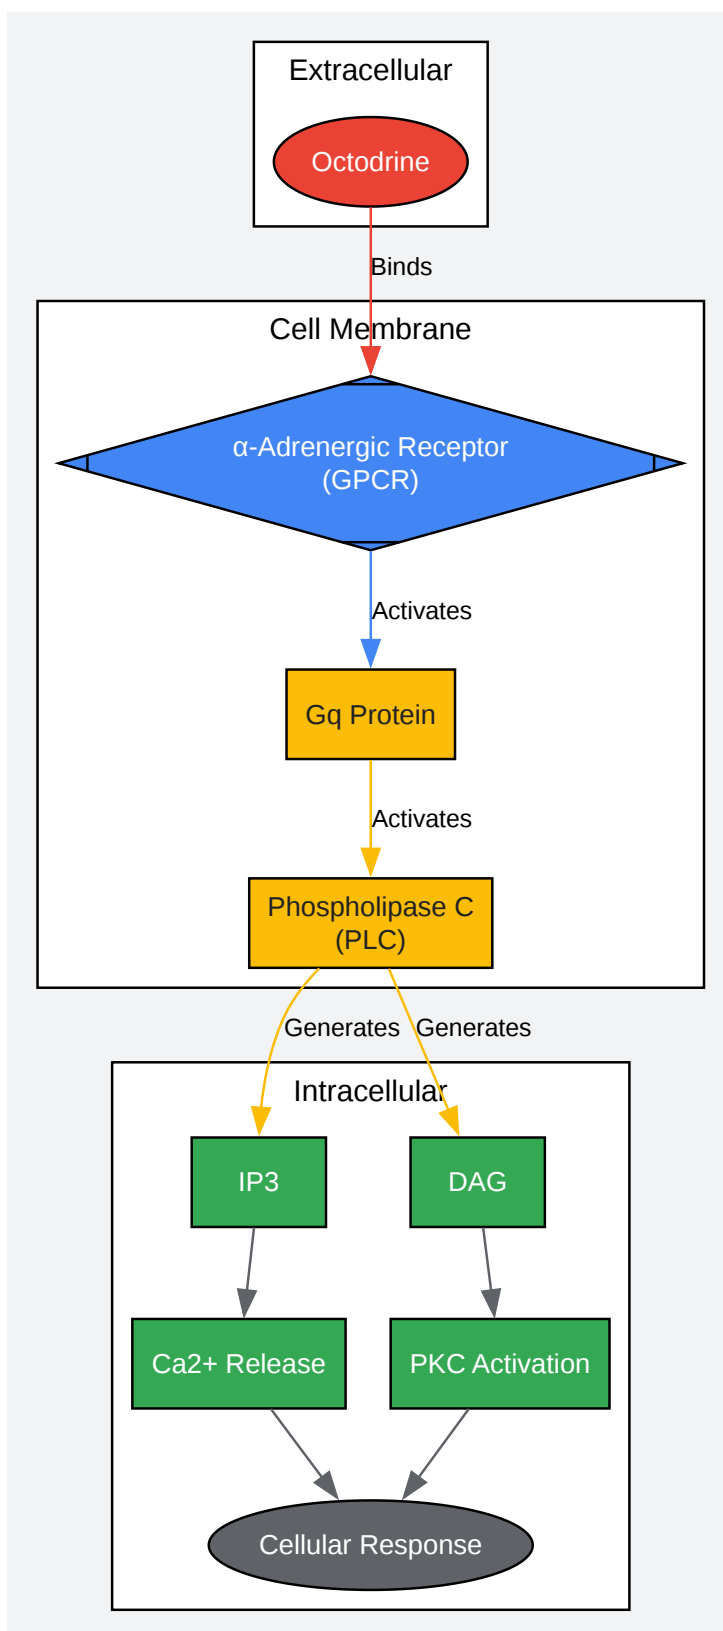 Extracellular
Octodrine
Binds
Cell Membrane
α-Adrenergic Receptor
(GPCR)
Activates
Gq Protein
Activates
Phospholipase C
(PLC)
Generates
Generates
Intracellular
IP3
DAG
Ca2+ Release
PKC Activation
Cellular Response